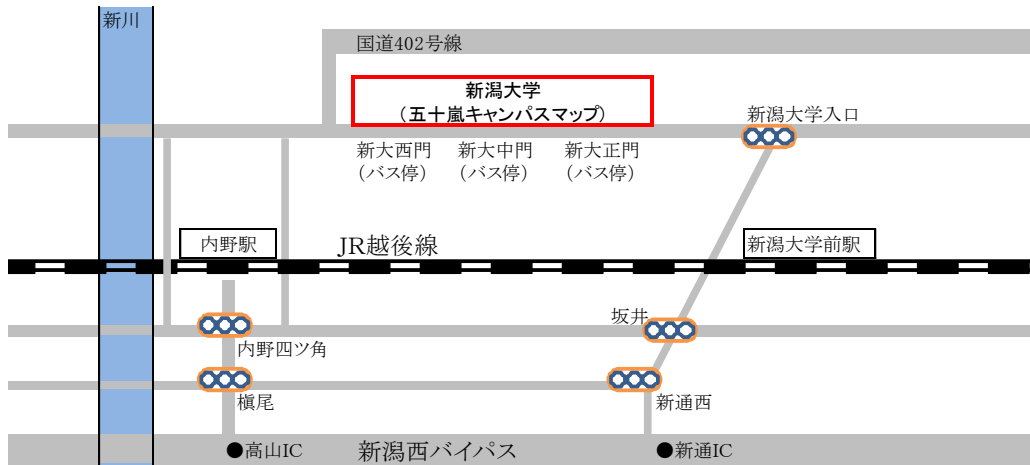 新川
国道402号線
新潟大学
（五十嵐キャンパスマップ）
新潟大学入口
新大西門
（バス停）
新大中門
（バス停）
新大正門
（バス停）
内野駅
JR越後線
新潟大学前駅
坂井
内野四ツ角
槇尾
新通西
●高山IC
新潟西バイパス
●新通IC